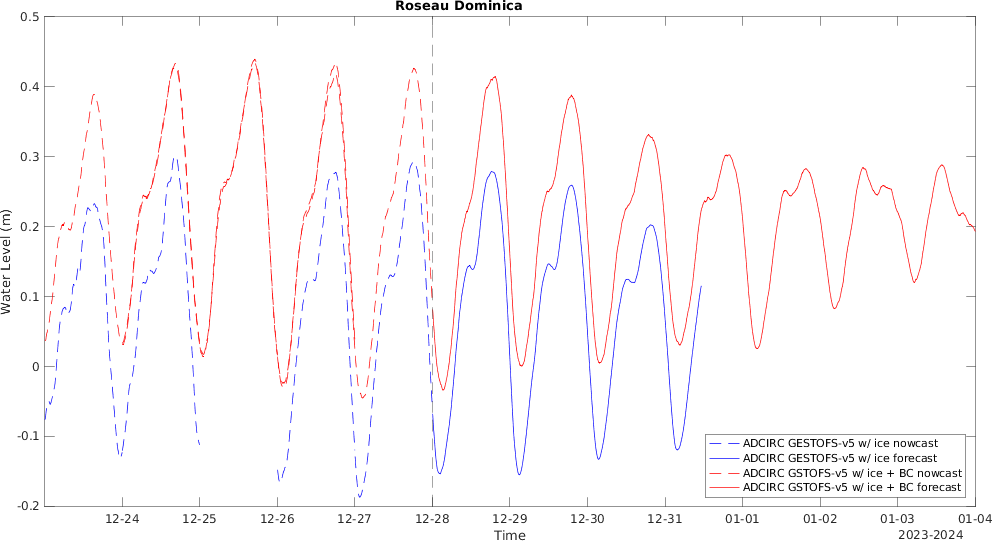 Roseau Dominica
0.5
0.4
0.3
0.2
0.1
0
-0.1
-0.2
Water Level (m)
12-24 12-25 12-26 12-27 12-28 12-29 12-30 12-31 01-01 01-02 01-03 01-04
Time
2023-2024
ADCIRC GESTOFS-v5 w/ ice nowcast
ADCIRC GESTOFS-v5 w/ ice forecast
ADCIRC GSTOFS-v5 w/ ice + BC nowcast
ADCIRC GSTOFS-v5 w/ ice + BC forecast